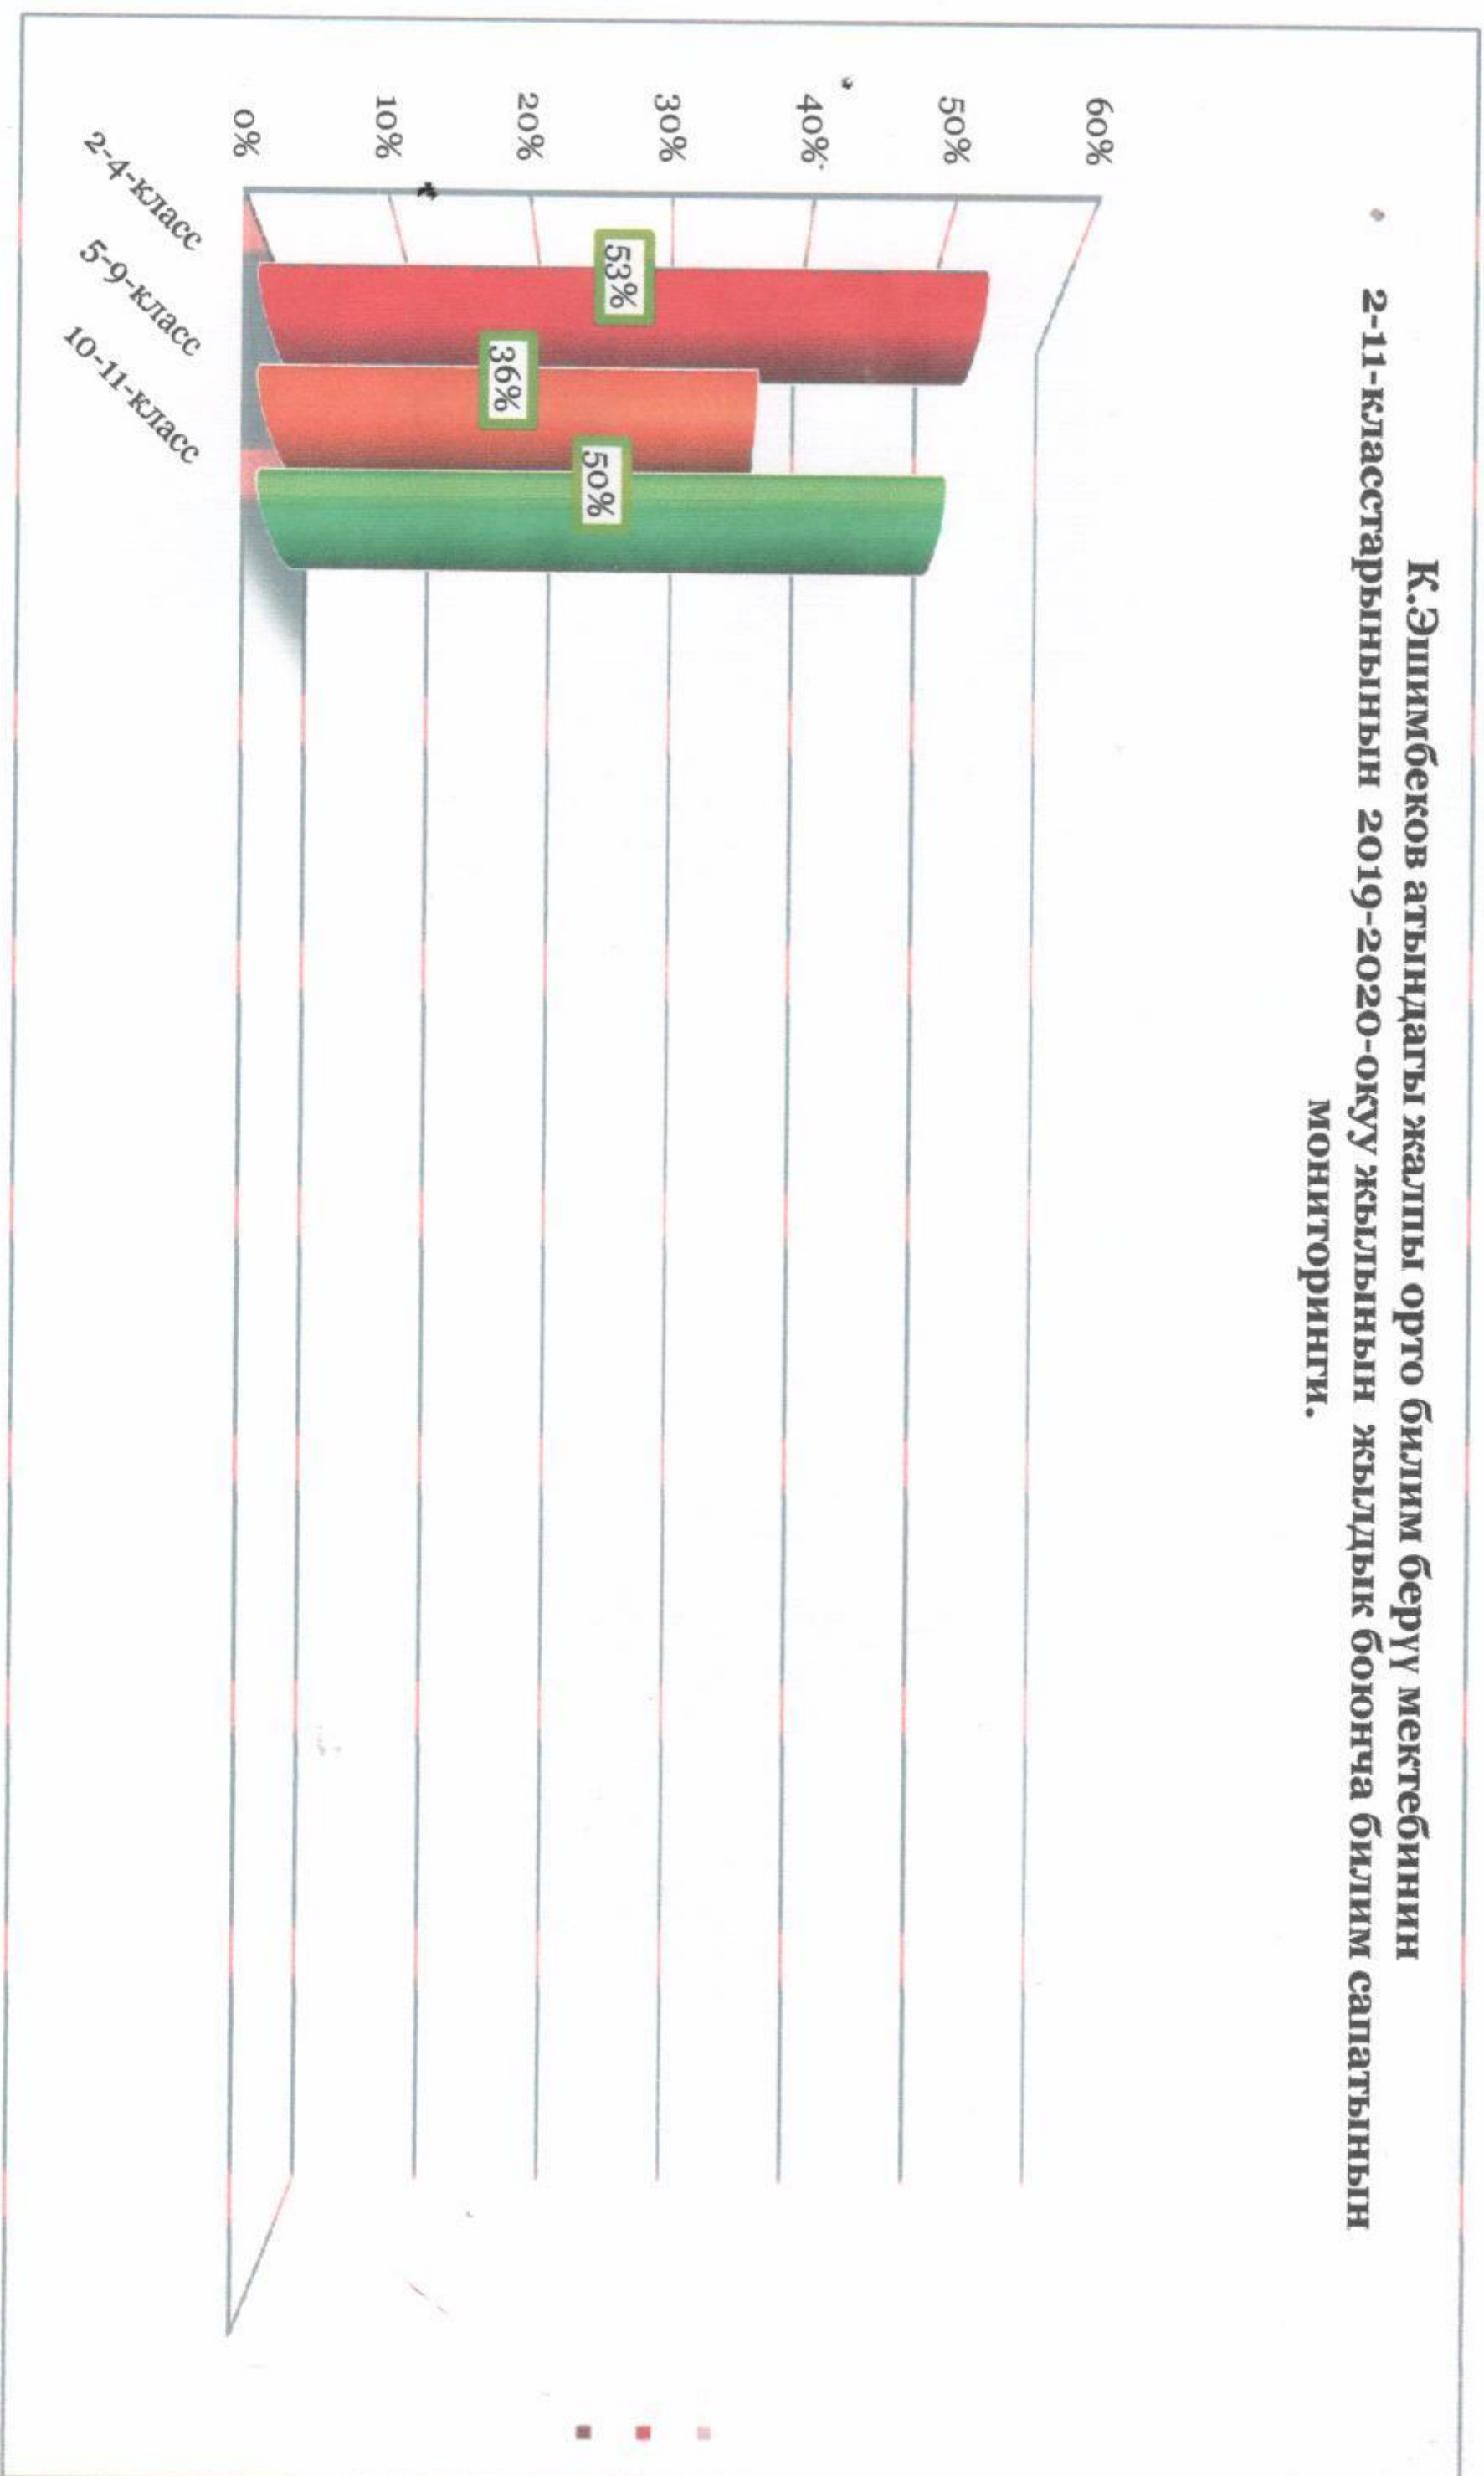 К.Эшимбеков атындагы жалпы орто билим берүү мектебинин
• 2-11-класстарынынын 2019-2020-окуу жылынын жылдык боюнча билим сапатынын
мониторинги.
60%
50%
40%
30%
20%
10%
0%
53%
36%
50%
2-4-класс
5-9-класс
10-11-класс